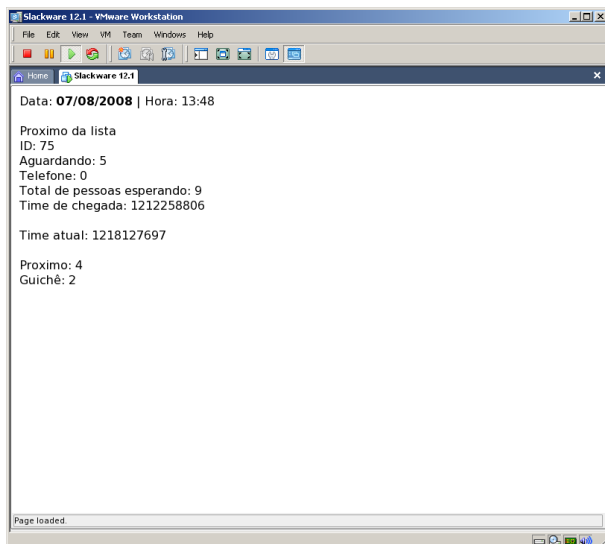 Slackware 12.1 - VMware Workstation
File Edit View VM Team Windows Help
Home Slackware 12.1
Data: 07/08/2008 | Hora: 13:48
Proximo da lista
ID: 75
Aguardando: 5
Telefone: 0
Total de pessoas esperando: 9
Time de chegada: 1212258806
Time atual: 1218127697
Proximo: 4
Guichê: 2
Page loaded.